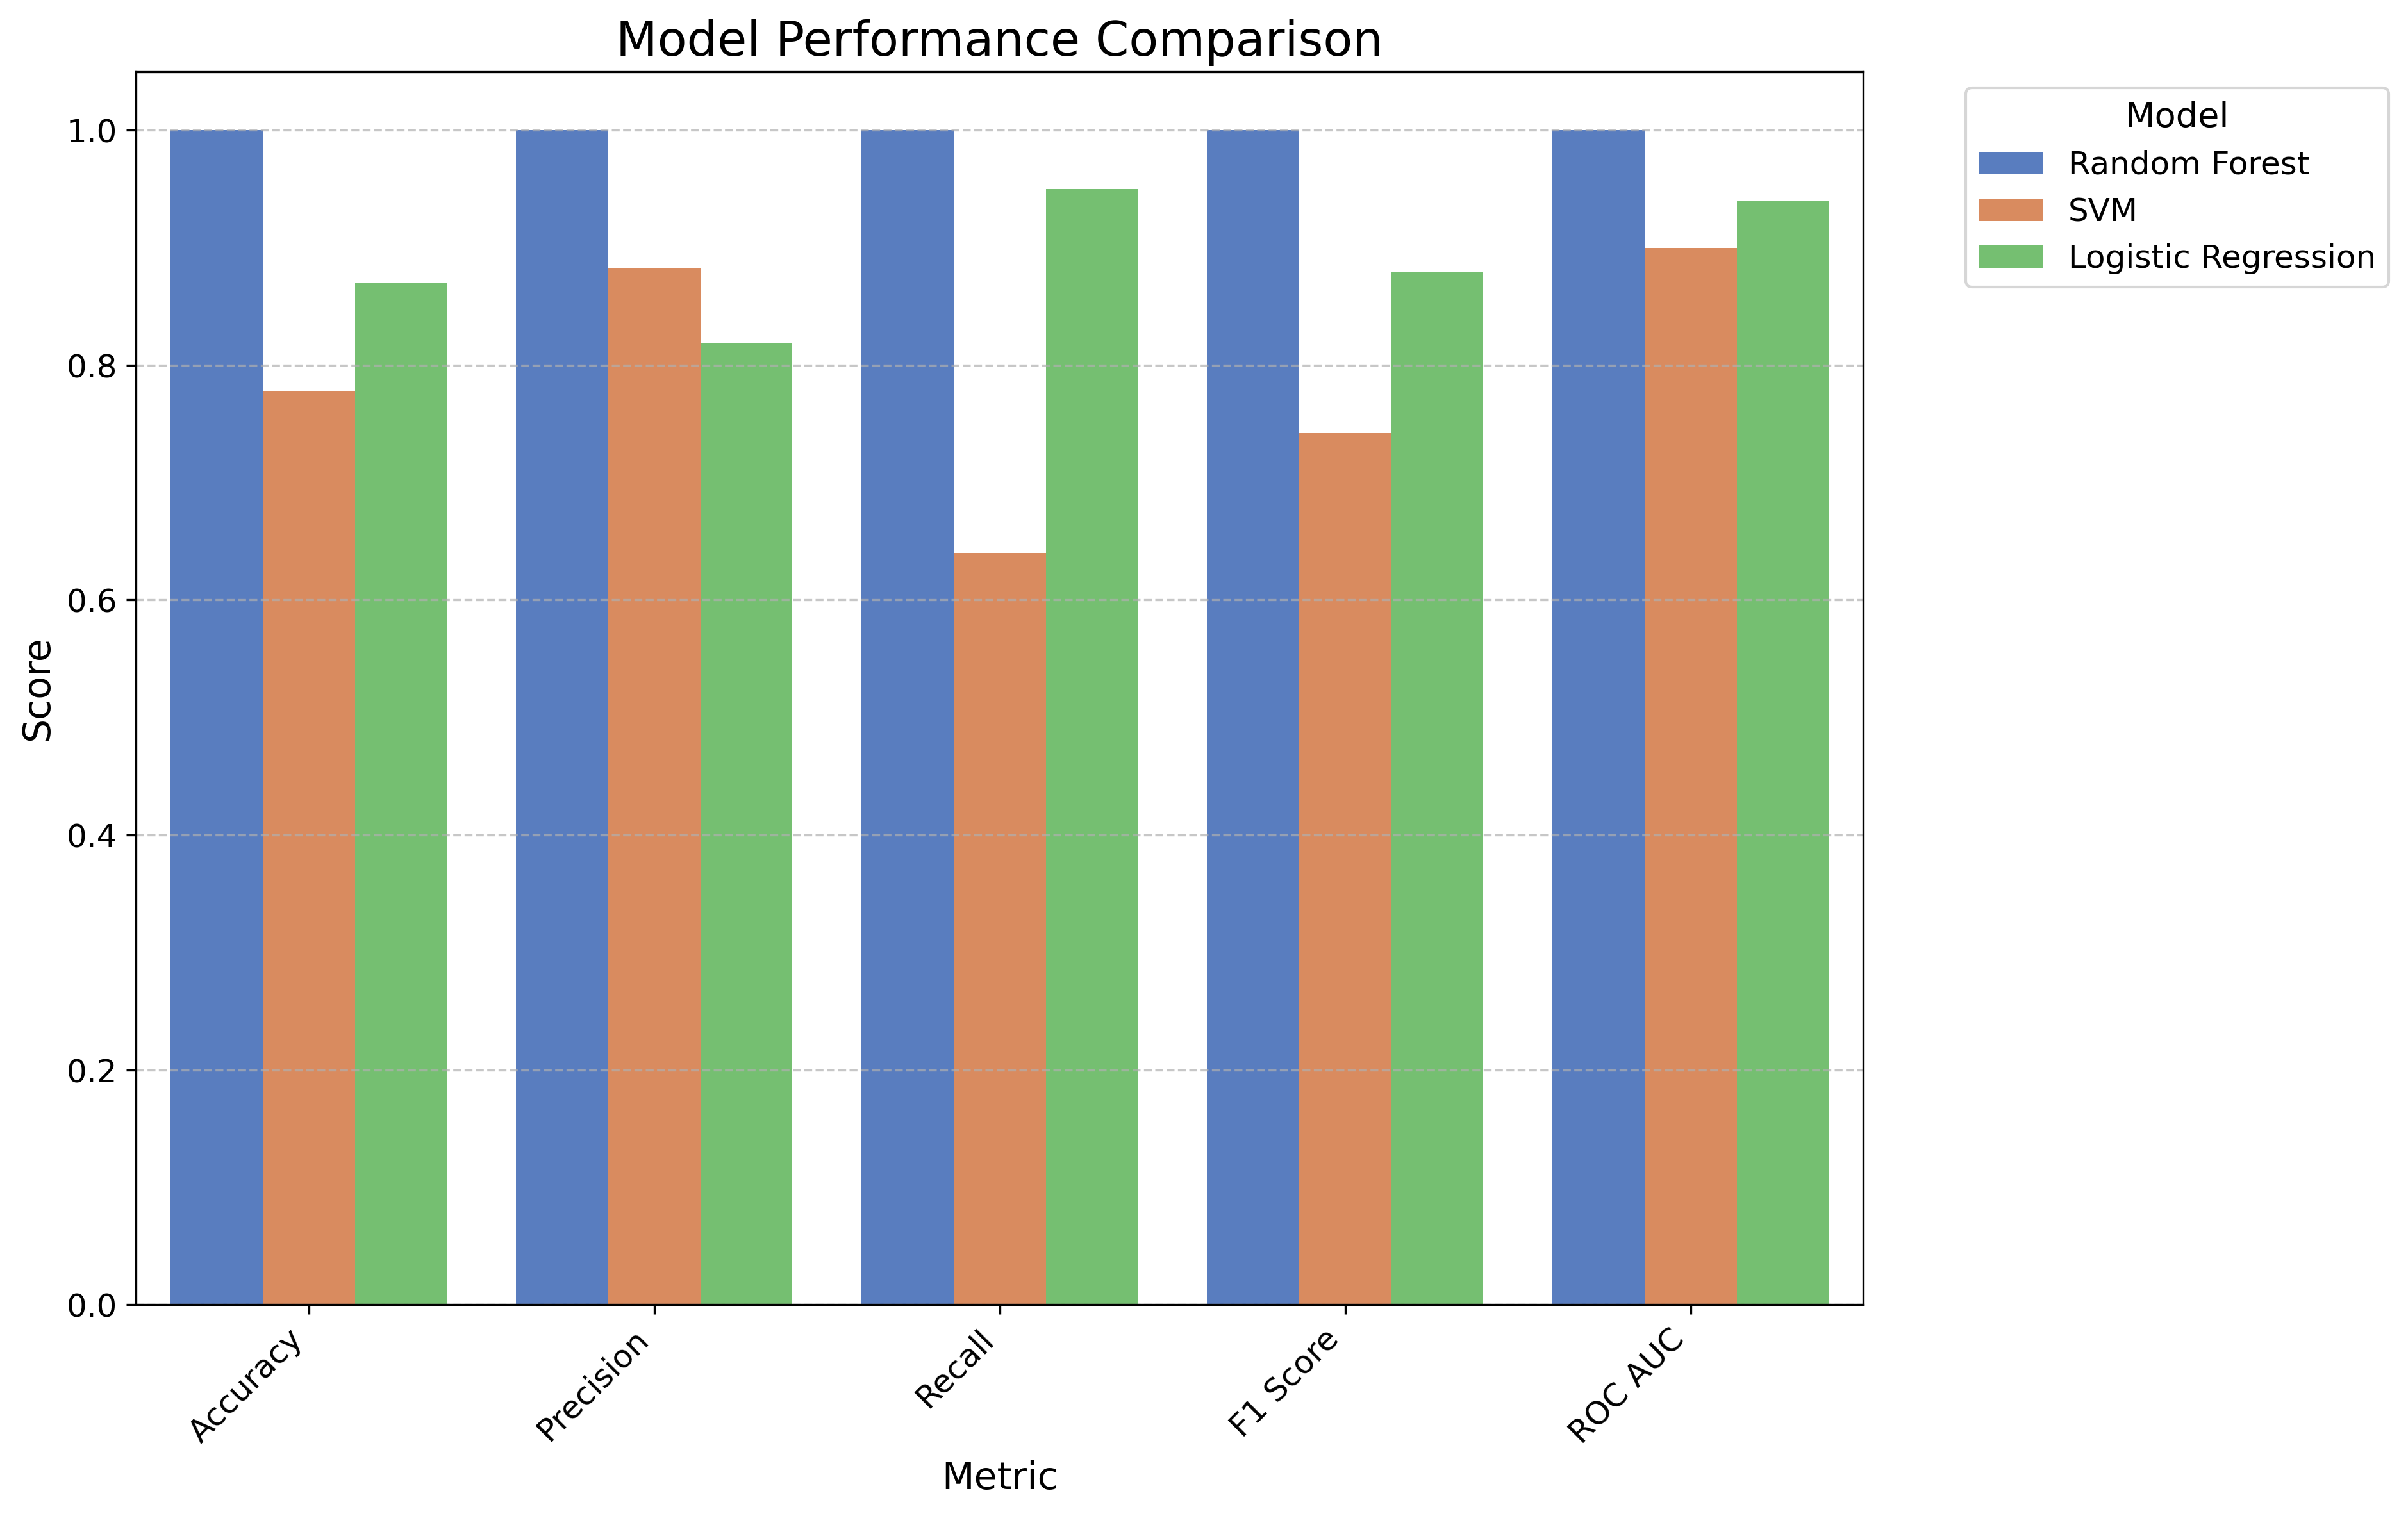 Model Performance Comparison
Model
Random Forest
SVM
Logistic Regression
Score
1.0
0.8
0.6
0.4
0.2
0.0
Accuracy
Precision
Recall
F1 Score
ROC AUC
Metric